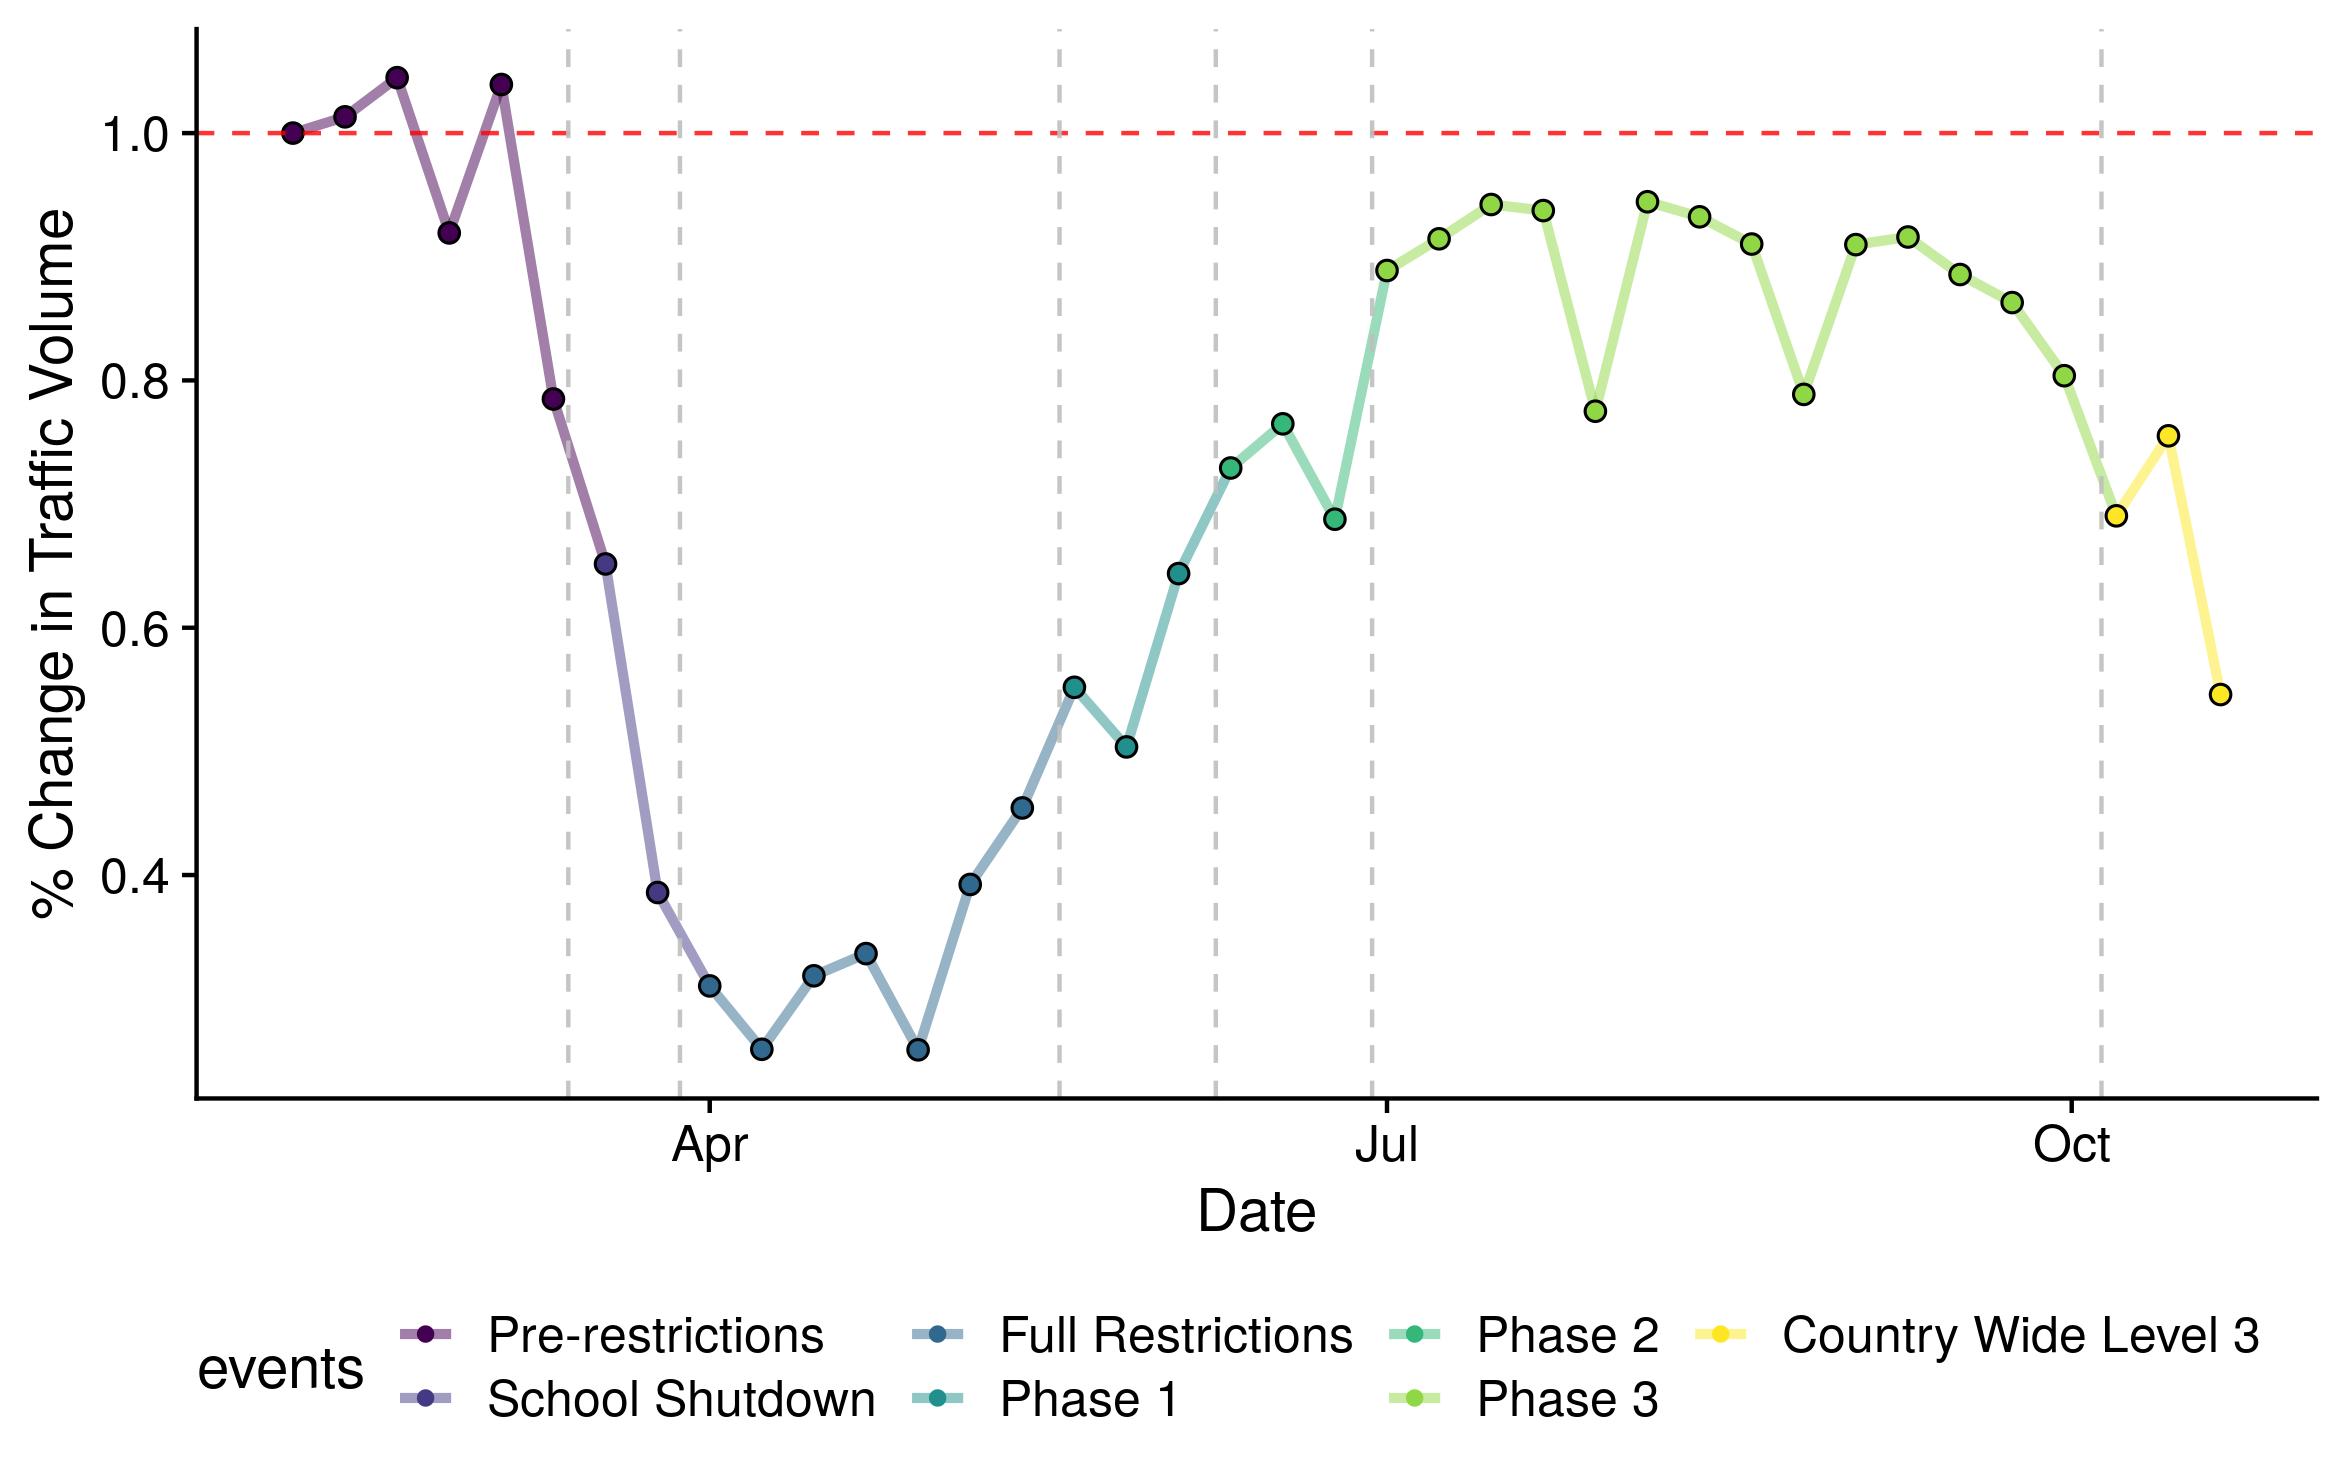 % Change in Traffic Volume
1.0
0.8
0.6
0.4
Apr Jul Oct
Date
events
Pre-restrictions Full Restrictions Phase 2 Country Wide Level 3
School Shutdown Phase 1 Phase 3